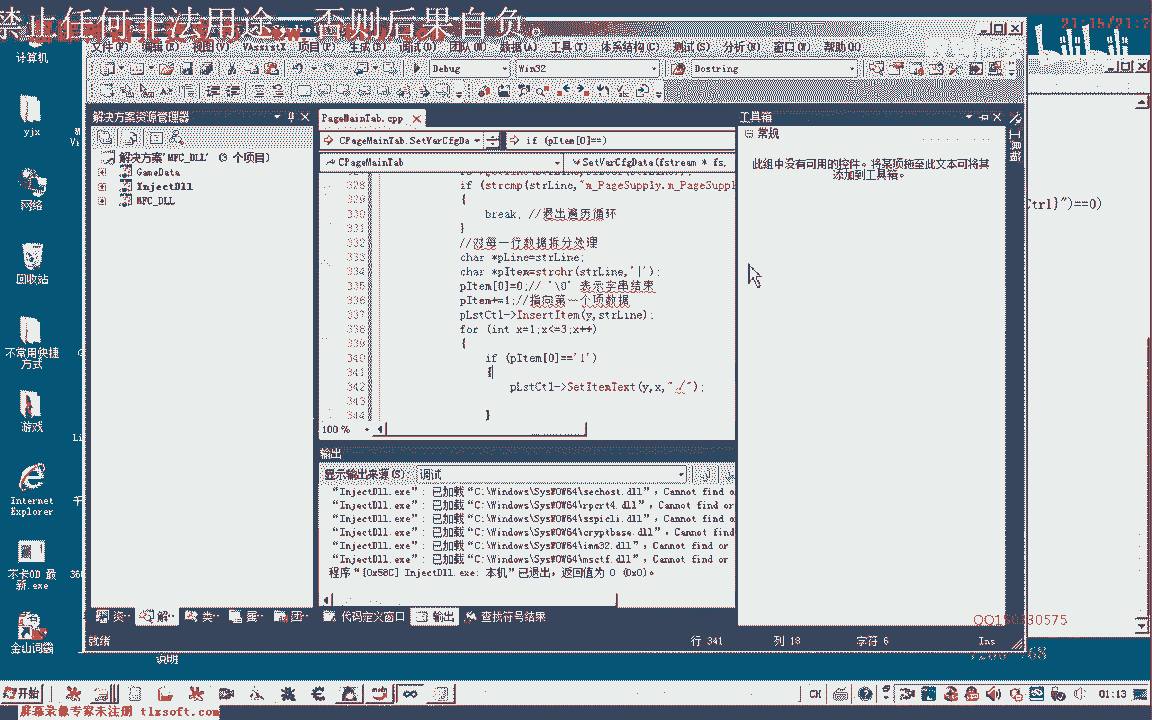 禁止任何非法用途，否则后果自负。
21:15/21:2
文件(F) 编辑(E) 视图(V) VAssistX 项目(P) 生成(B) 调试(D) 团队(M) 数据(A) 工具(T) 体系结构(C) 测试(S) 分析(N) 窗口(W) 帮助(H)
Debug Win32 Dostring
解决方案资源管理器
解决方案"MFC_DLL" (3 个项目)
GameData
InjectDll
MFC_DLL
PageMainTab.cpp
CPageMainTab.SetVarCfgDa if (pItem[0]==)
CPageMainTab SetVarCfgData(fstream * fs,
328 if (strcmp(strLine,"m_PageSupply.m_PageSup
329 {
330 break; //退出遍历循环
331 }
332 //对每一行数据拆分处理
333 char *pLine=strLine;
334 char *pItem=strchr(strLine,'|');
335 pItem[0]=0;// '\0' 表示字串结束
336 pItem+=1;//指向第一个项数据
337 pLstCtl->InsertItem(y,strLine);
338 for (int x=1;x<=3;x++)
339 {
340 if (pItem[0]=='1')
341 {
342 pLstCtl->SetItemText(y,x,"√");
343
344 }
100 %
工具箱
常规
此组中没有可用的控件。将某项拖至此文本可将其添加到工具箱。
工具箱
Ctrl}")==0)
输出
显示输出来源(S): 调试
"InjectDll.exe": 已加载"C:\Windows\SysWOW64\sechost.dll", Cannot find o
"InjectDll.exe": 已加载"C:\Windows\SysWOW64\rpcrt4.dll", Cannot find or
"InjectDll.exe": 已加载"C:\Windows\SysWOW64\sspicli.dll", Cannot find o
"InjectDll.exe": 已加载"C:\Windows\SysWOW64\cryptbase.dll", Cannot find
"InjectDll.exe": 已加载"C:\Windows\SysWOW64\imm32.dll", Cannot find or
"InjectDll.exe": 已加载"C:\Windows\SysWOW64\msctf.dll", Cannot find or
程序"[0x58C] InjectDll.exe: 本机"已退出，返回值为 0 (0x0)。
资 解 类 属 团 代码定义窗口 输出 查找符号结果
就绪 行 341 列 18 字符 6 Ins
说明
计算机
yjx
网络
回收站
不常用快捷方式
游戏
Internet Explorer
不卡OD 最新.exe
金山词霸
开始
CH
01:13
屏幕录像专家未注册 tlxsoft.com